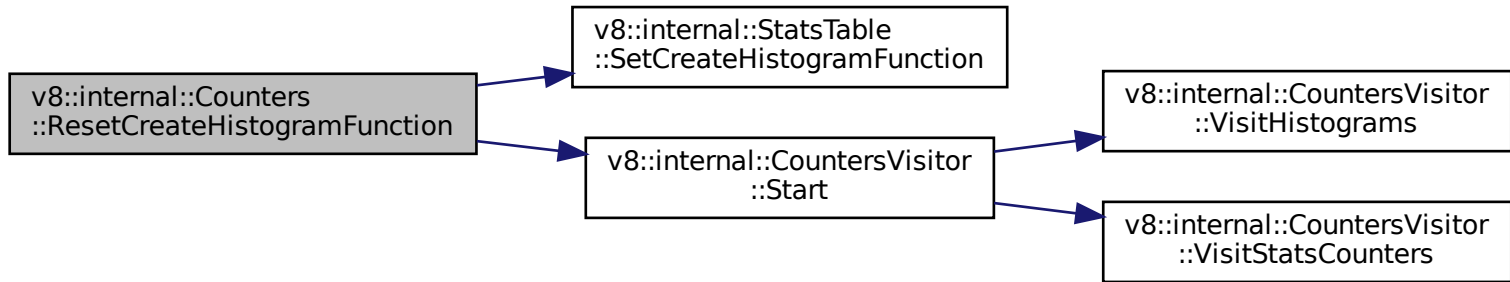 v8::internal::Counters
::ResetCreateHistogramFunction
v8::internal::StatsTable
::SetCreateHistogramFunction
v8::internal::CountersVisitor
::Start
v8::internal::CountersVisitor
::VisitHistograms
v8::internal::CountersVisitor
::VisitStatsCounters